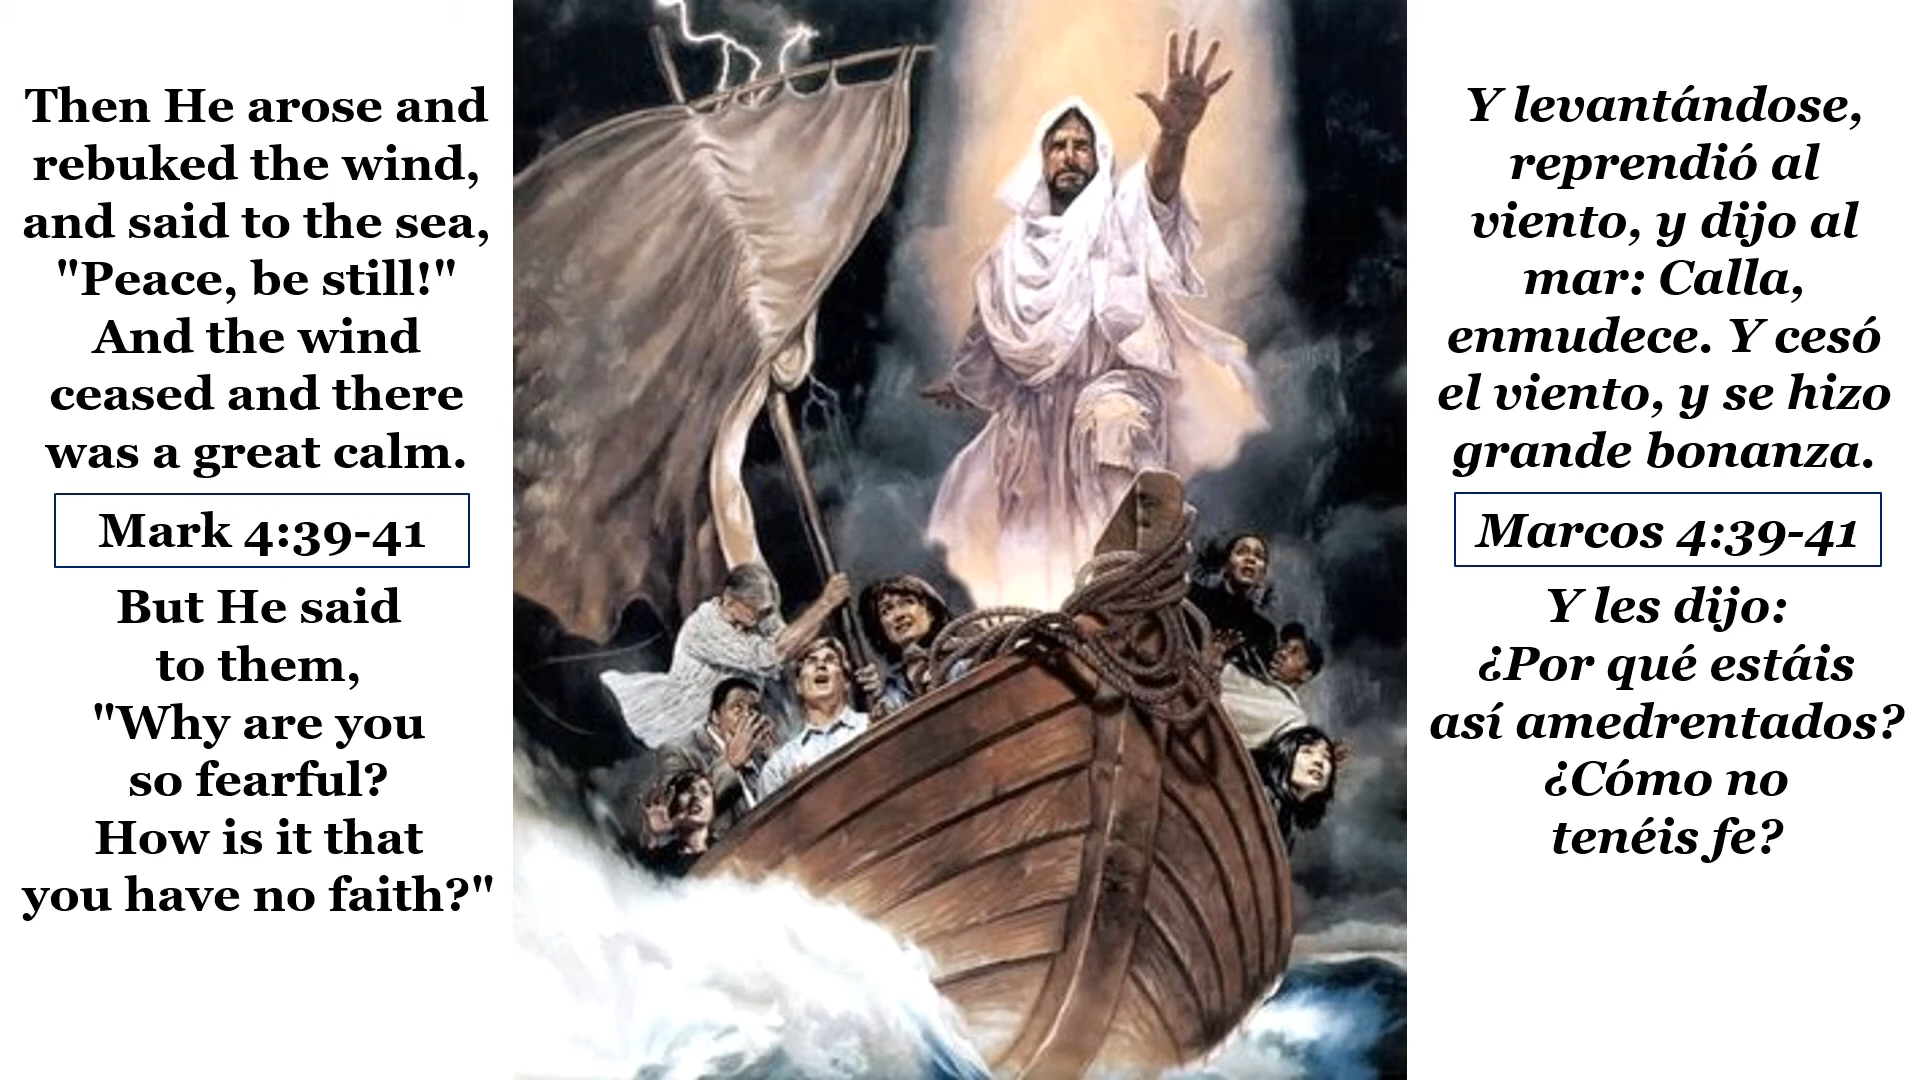 Then He arose and
rebuked the wind,
and said to the sea,
"Peace, be still!"
And the wind
ceased and there
was a great calm.
Mark 4:39-41
But He said
to them,
"Why are you
so fearful?
How is it that
you have no faith?"
Y levantándose,
reprendió al
viento, y dijo al
mar: Calla,
enmudece. Y cesó
el viento, y se hizo
grande bonanza.
Marcos 4:39-41
Y les dijo:
¿Por qué estáis
así amedrentados?
¿Cómo no
tenéis fe?